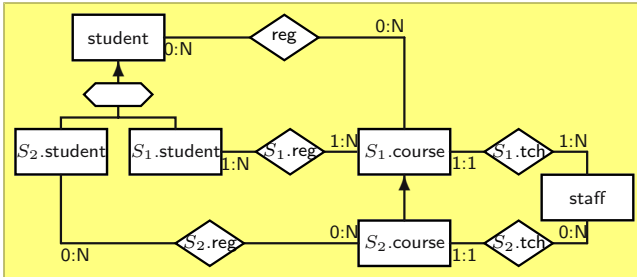 student
reg
0:N
0:N
S₂.student
S₁.student
S₁.reg
S₁.course
S₁.tch
1:N
1:N
1:1
1:N
staff
S₂.reg
S₂.course
S₂.tch
0:N
0:N
1:1
0:N